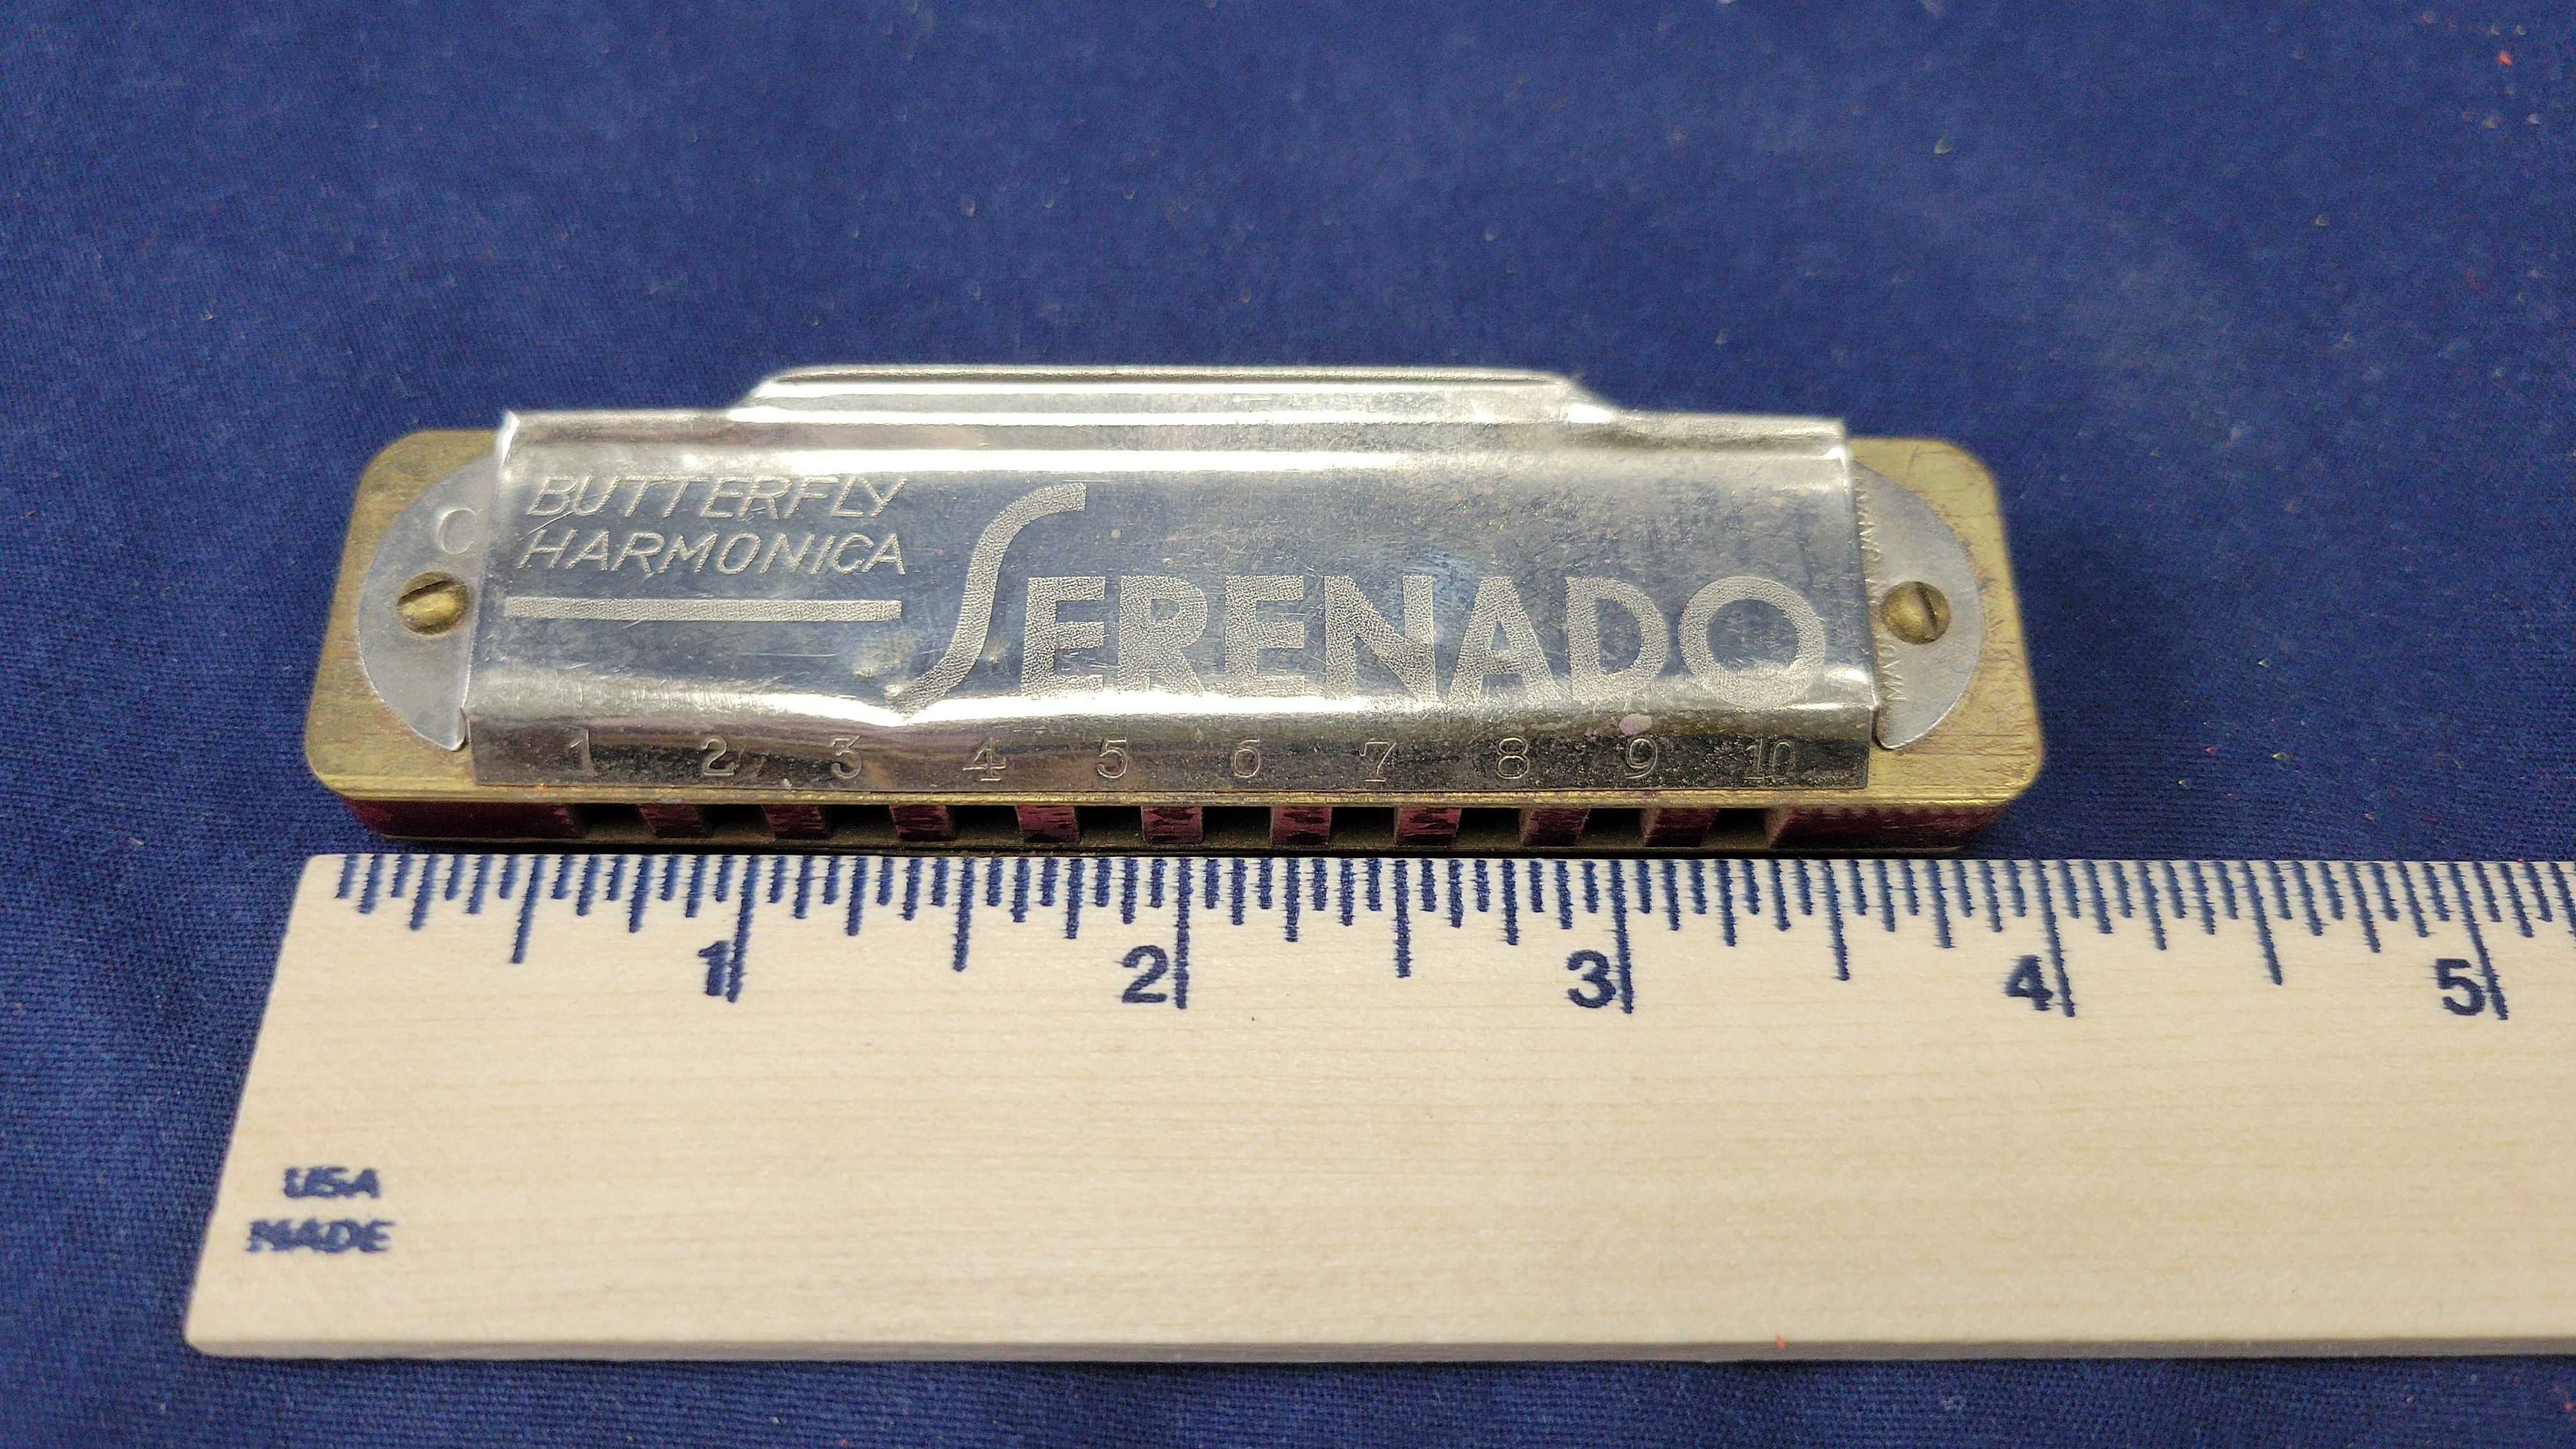 C
BUTTERFLY
HARMONICA
SERENADO
1 2 3 4 5 6 7 8 9 10
1 2 3 4 5
USA
MADE